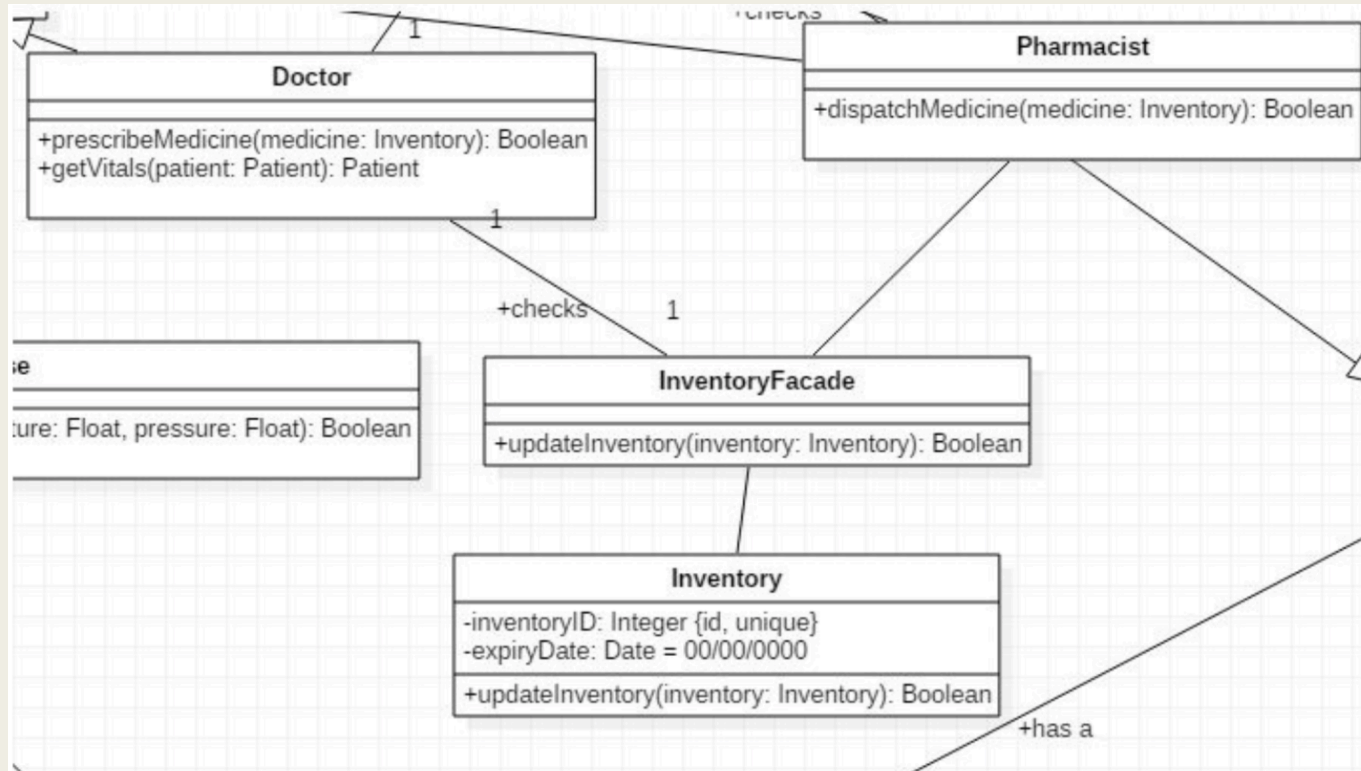 +checks
1
Pharmacist
Doctor
+dispatchMedicine(medicine: Inventory): Boolean
+prescribeMedicine(medicine: Inventory): Boolean
+getVitals(patient: Patient): Patient
1
+checks
1
se
InventoryFacade
ture: Float, pressure: Float): Boolean
+updateInventory(inventory: Inventory): Boolean
Inventory
-inventoryID: Integer {id, unique}
-expiryDate: Date = 00/00/0000
+updateInventory(inventory: Inventory): Boolean
+has a